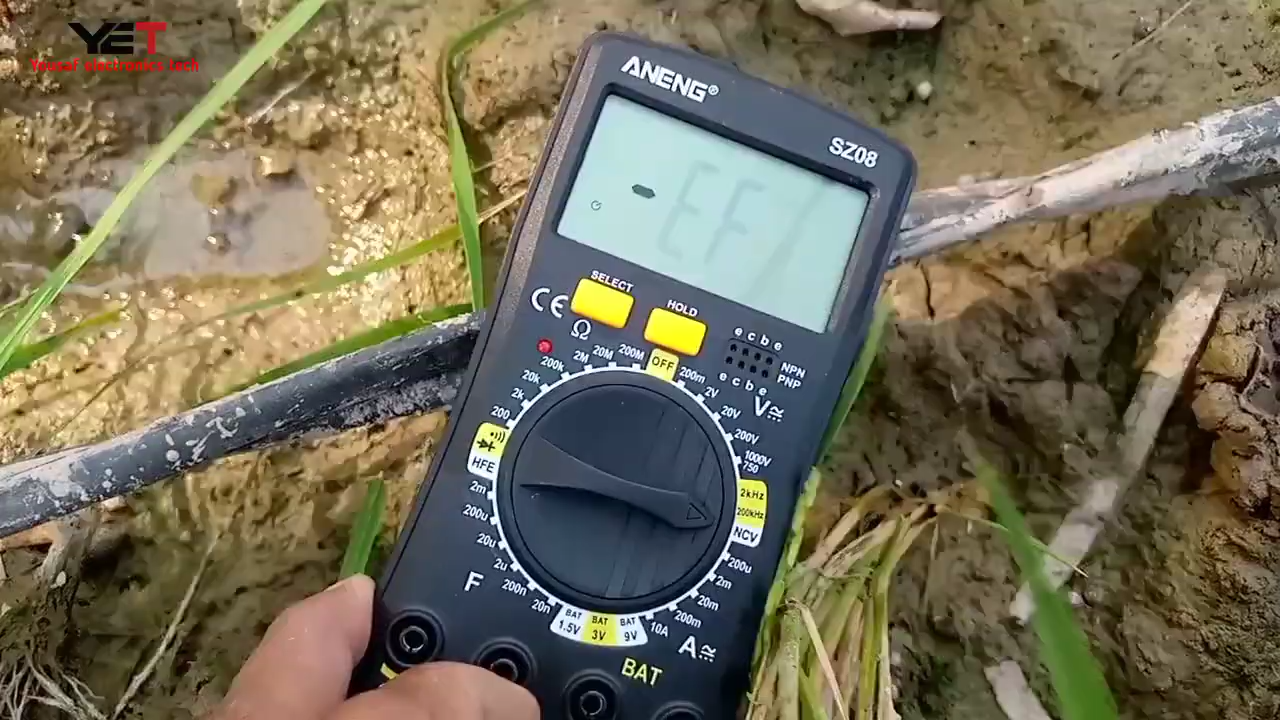 YET
Yousaf electronics tech
ANENG®
SZ08
SELECT
HOLD
CE
Ω
e c b e
NPN
PNP
e c b e
OFF
200m
2V
20V
200V
1000V
750
V
2kHz
200kHz
NCV
200u
2m
20m
200m
10A
A
BAT 9V
BAT 3V
BAT 1.5V
BAT
20n
200n
2u
20u
200u
2m
F
HFE
200
2k
20k
200k
2M
20M
200M